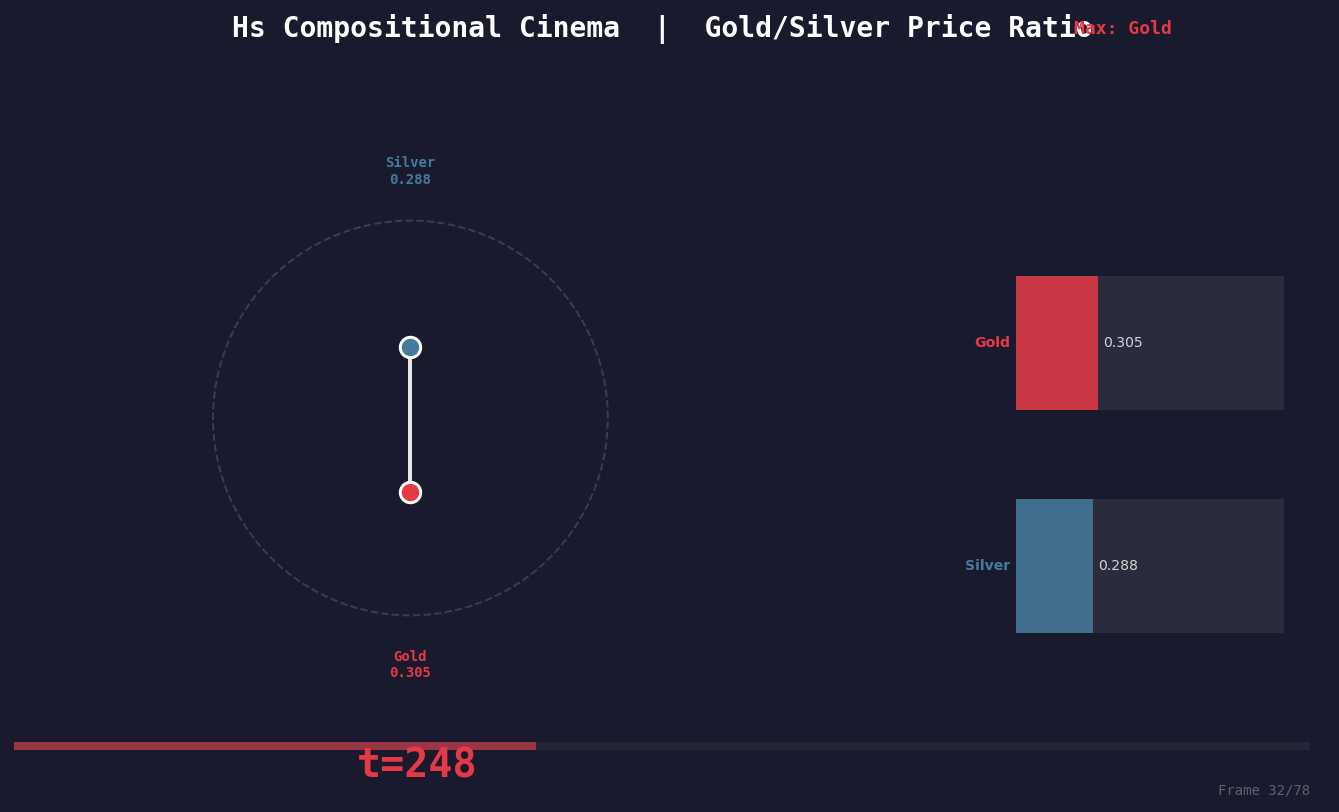 Hs Compositional Cinema | Gold/Silver Price Ratio
Max: Gold
Silver
0.288
Gold
0.305
Silver
0.288
Gold
0.305
t=248
Frame 32/78